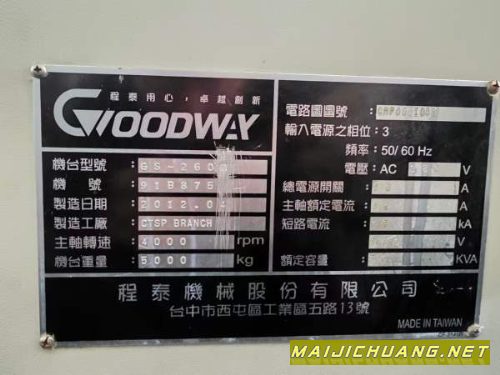 GOODWAY
程泰用心，卓越創新
機台型號 GS-260
機號 91B875
製造日期 2012.0
製造工廠 CTSP BRANCH
主軸轉速 4000 rpm
機台重量 5000 kg
電路圖圖號：
輸入電源之相位：3
頻率：50/60 Hz
電壓：AC V
總電源開關 A
主軸額定電流 A
短路電流 kA
V
額定容量 KVA
程泰機械股份有限公司
台中市西屯區工業區五路13號
MADE IN TAIWAN
MAIJICHUANG.NET